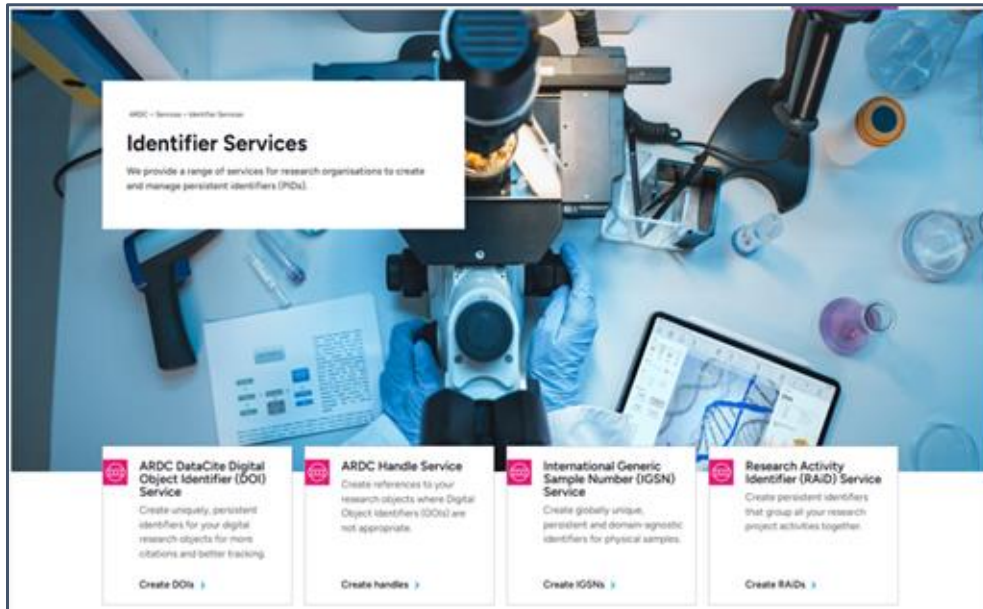 ARDC – Services – Identifier Services
Identifier Services
We provide a range of services for research organisations to create
and manage persistent identifiers (PIDs).
ARDC DataCite Digital
Object Identifier (DOI)
Service
Create uniquely, persistent
identifiers for your digital
research objects for more
citations and better tracking.
Create DOIs
ARDC Handle Service
Create references to your
research objects where Digital
Object Identifiers (DOIs) are
not appropriate.
Create handles
International Generic
Sample Number (IGSN)
Service
Create globally unique,
persistent and domain-agnostic
identifiers for physical samples.
Create IGSNs
Research Activity
Identifier (RAiD) Service
Create persistent identifiers
that group all your research
project activities together.
Create RAiDs